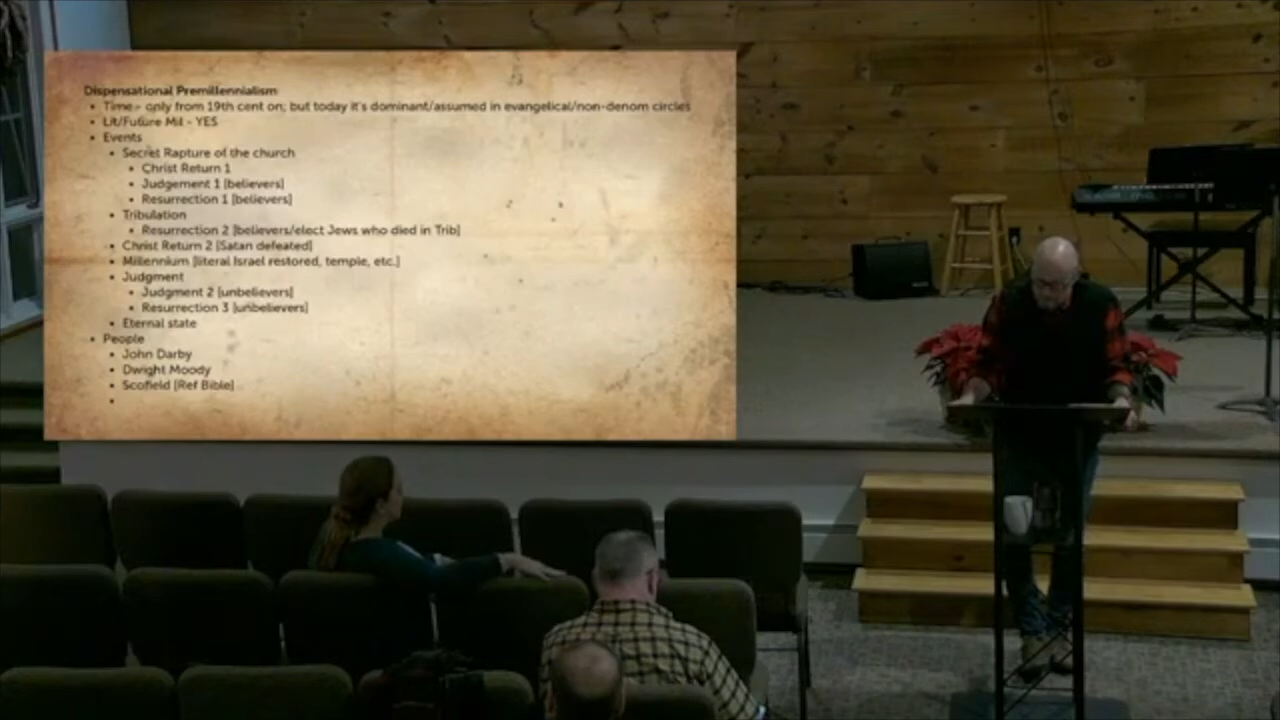 Dispensational Premillennialism
• Time - only from 19th cent on; but today it's dominant/assumed in evangelical/non-denom circles
• Lit/Future Mil - YES
• Events
• Secret Rapture of the church
• Christ Return 1
• Judgement 1 [believers]
• Resurrection 1 [believers]
• Tribulation
• Resurrection 2 [believers/elect Jews who died in Trib]
• Christ Return 2 [Satan defeated]
• Millennium [literal Israel restored, temple, etc.]
• Judgment
• Judgment 2 [unbelievers]
• Resurrection 3 [unbelievers]
• Eternal state
• People
• John Darby
• Dwight Moody
• Scofield [Ref Bible]
•